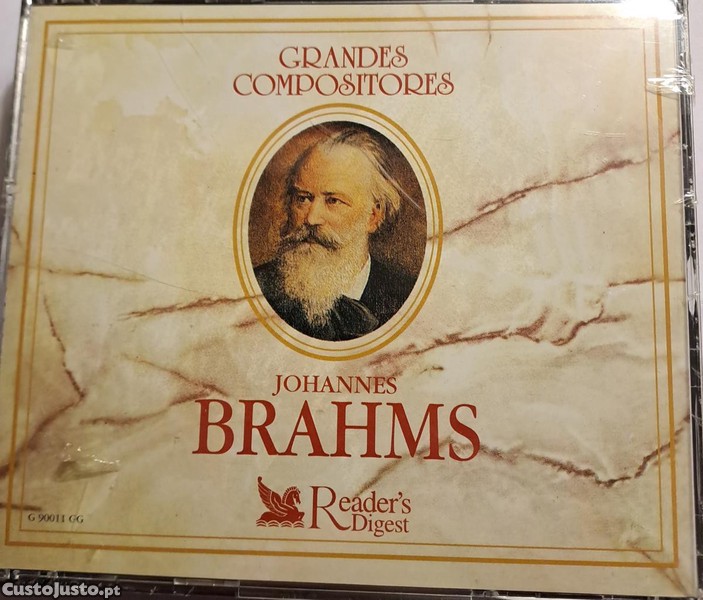 GRANDES
COMPOSITORES
JOHANNES
BRAHMS
Reader's
Digest
G 90011 GG
CustoJusto.pt